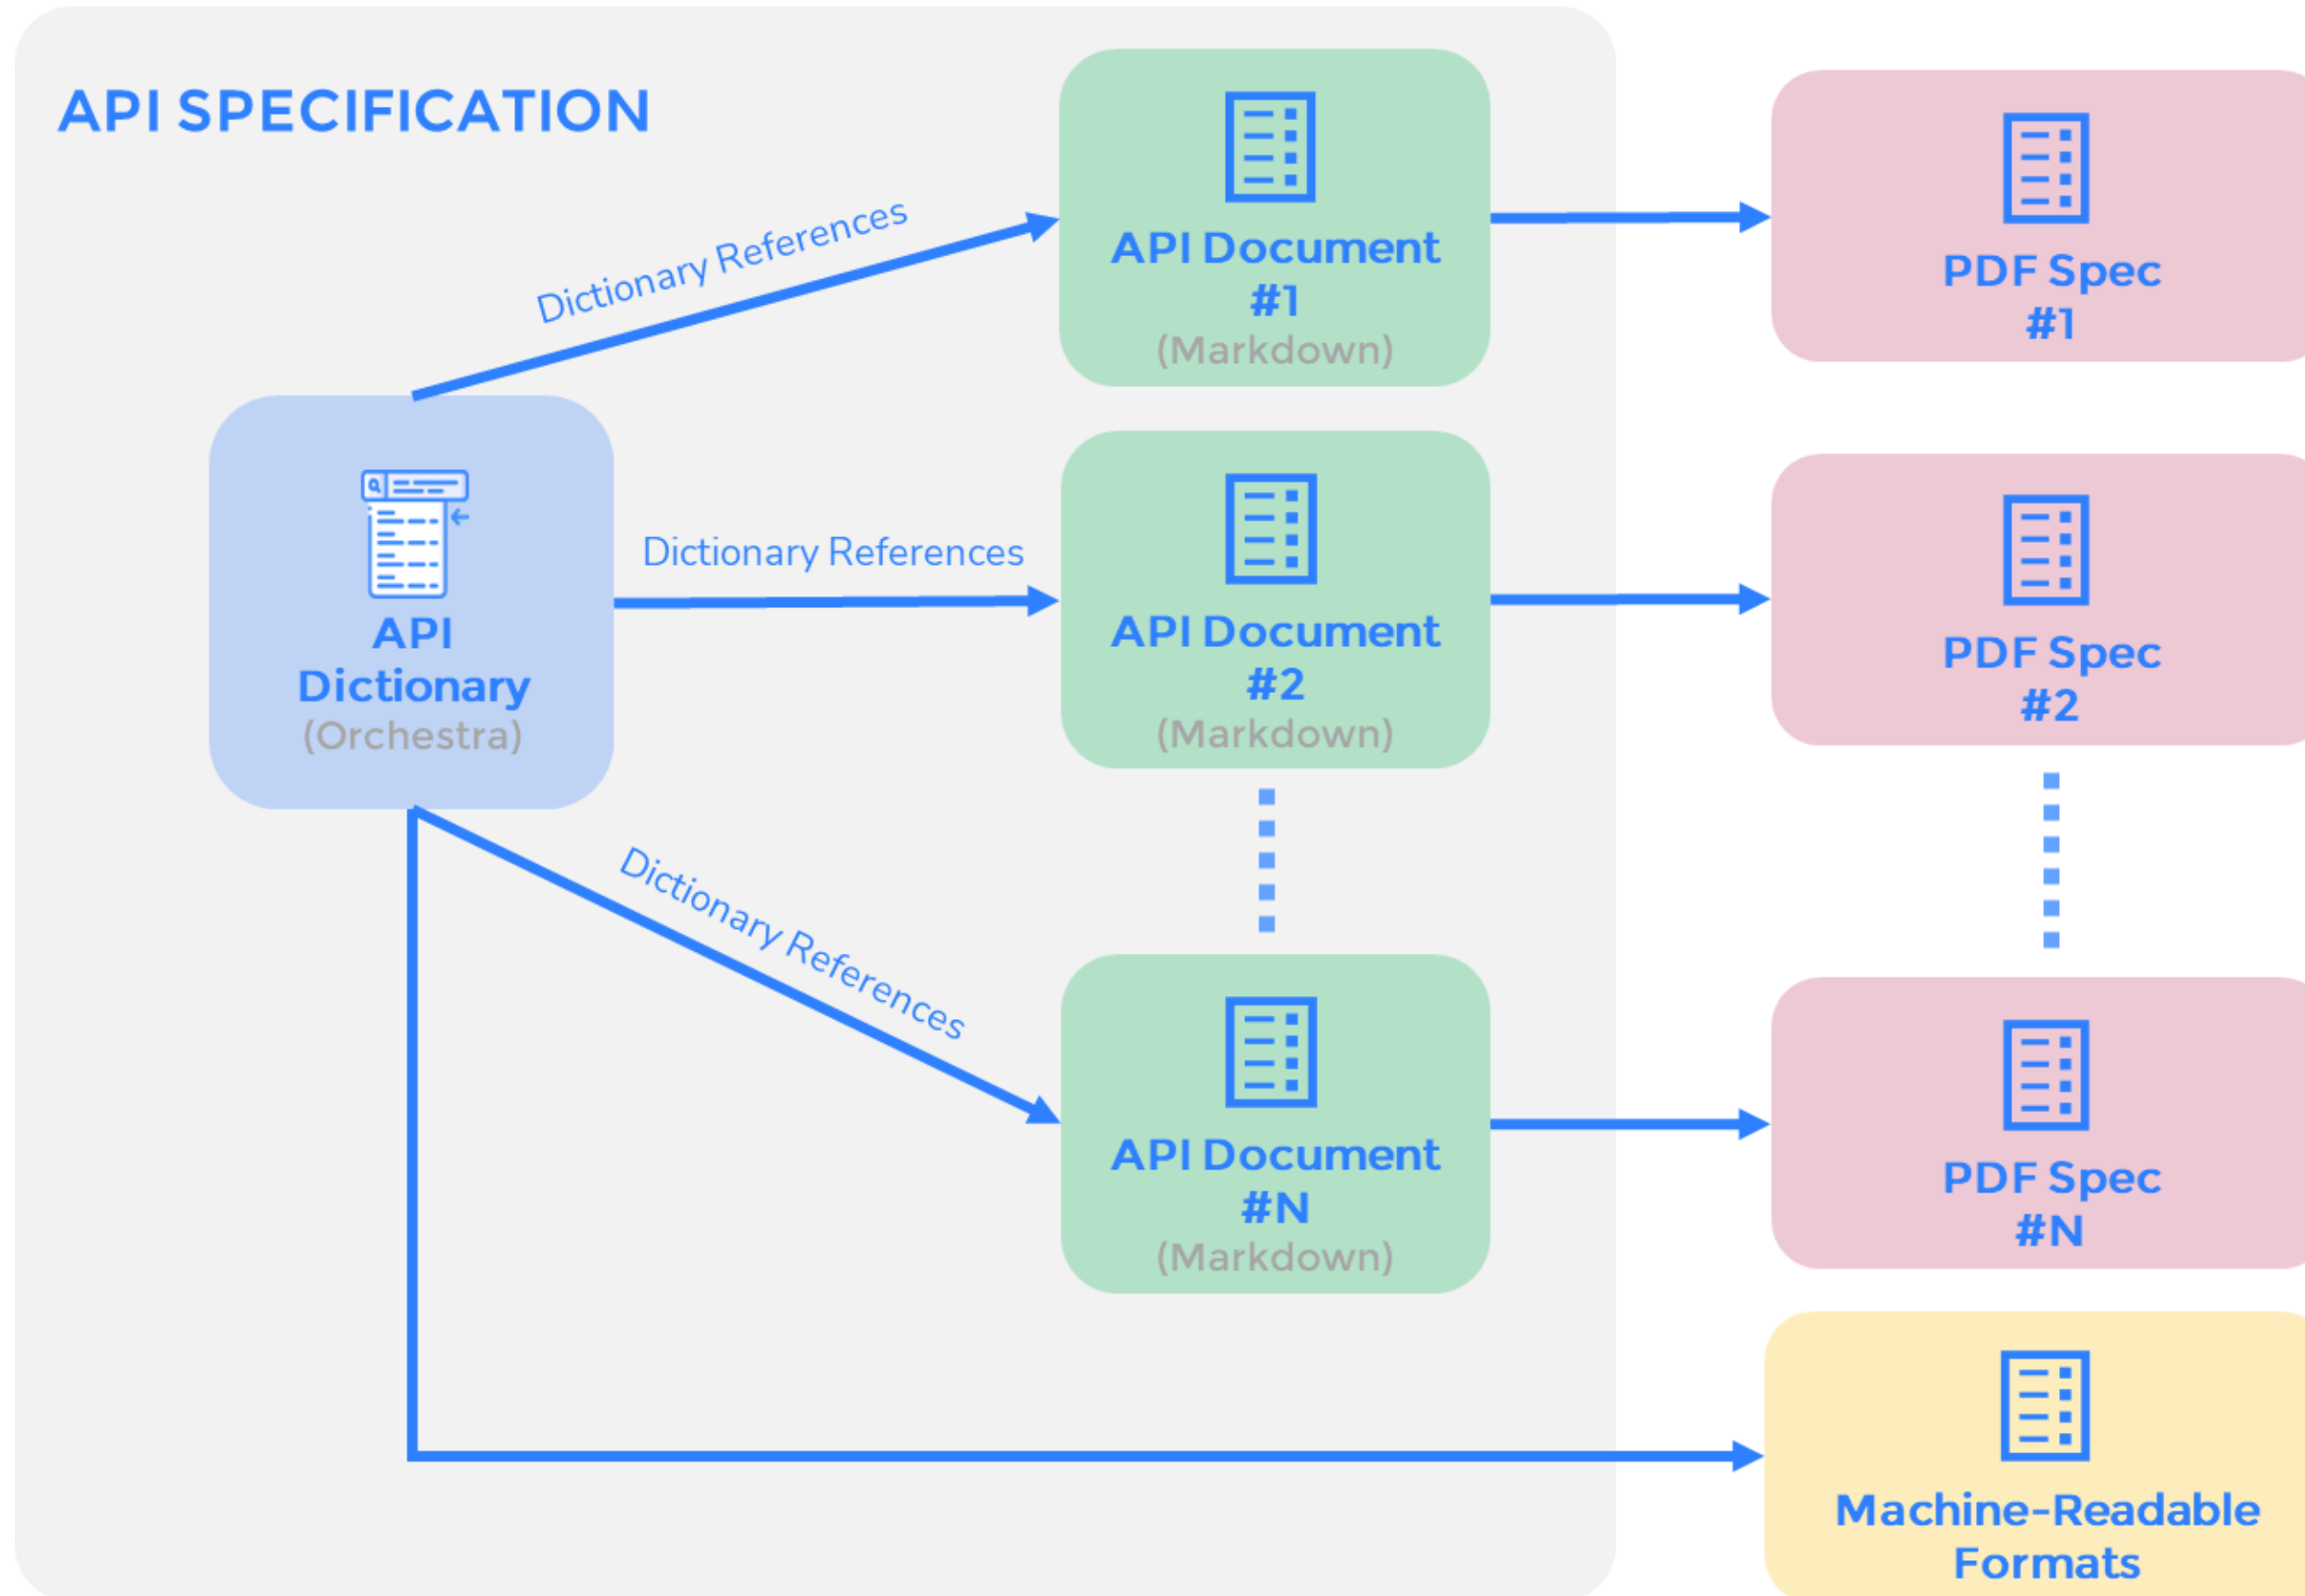 API SPECIFICATION
Dictionary References
API Document
#1
(Markdown)
PDF Spec
#1
API
Dictionary
(Orchestra)
Dictionary References
API Document
#2
(Markdown)
PDF Spec
#2
Dictionary References
API Document
#N
(Markdown)
PDF Spec
#N
Machine-Readable
Formats